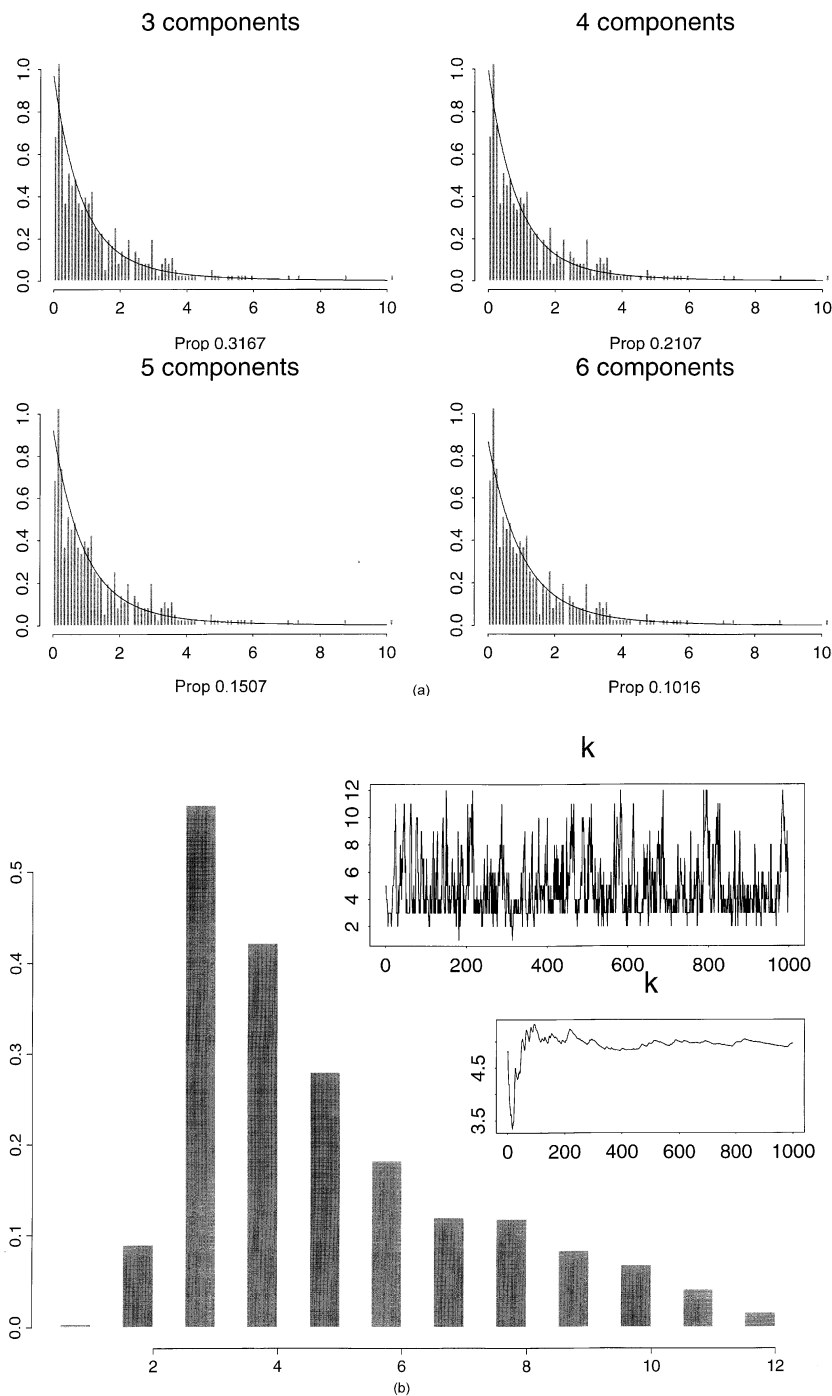 3 components
4 components
0.0 0.2 0.4 0.6 0.8 1.0
0.0 0.2 0.4 0.6 0.8 1.0
0 2 4 6 8 10
0 2 4 6 8 10
Prop 0.3167
Prop 0.2107
5 components
6 components
0.0 0.2 0.4 0.6 0.8 1.0
0.0 0.2 0.4 0.6 0.8 1.0
0 2 4 6 8 10
0 2 4 6 8 10
Prop 0.1507
(a)
Prop 0.1016
k
2 4 6 8 10 12
0 200 400 600 800 1000
k
3.5 4.5
0 200 400 600 800 1000
0.0 0.1 0.2 0.3 0.4 0.5
2 4 6 8 10 12
(b)